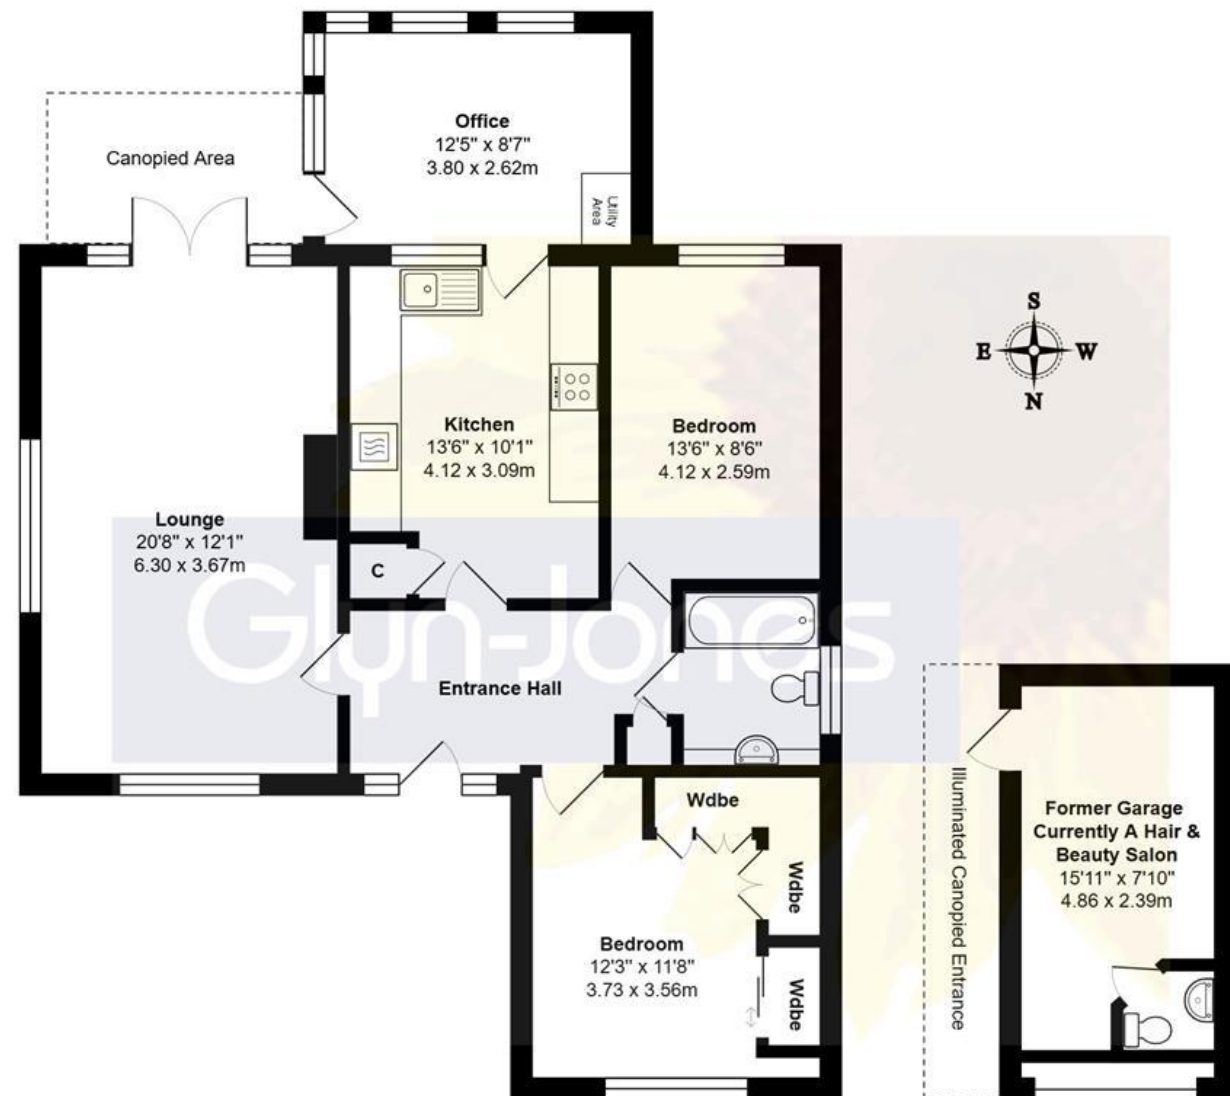 Office
12'5" x 8'7"
3.80 x 2.62m
Canopied Area
Utility
Area
S
E
W
N
Kitchen
13'6" x 10'1"
4.12 x 3.09m
Bedroom
13'6" x 8'6"
4.12 x 2.59m
Lounge
20'8" x 12'1"
6.30 x 3.67m
C
Glyn-Jones
Entrance Hall
Wdbe
Wdbe
Wdbe
Bedroom
12'3" x 11'8"
3.73 x 3.56m
Illuminated Canopied Entrance
Former Garage
Currently A Hair &
Beauty Salon
15'11" x 7'10"
4.86 x 2.39m